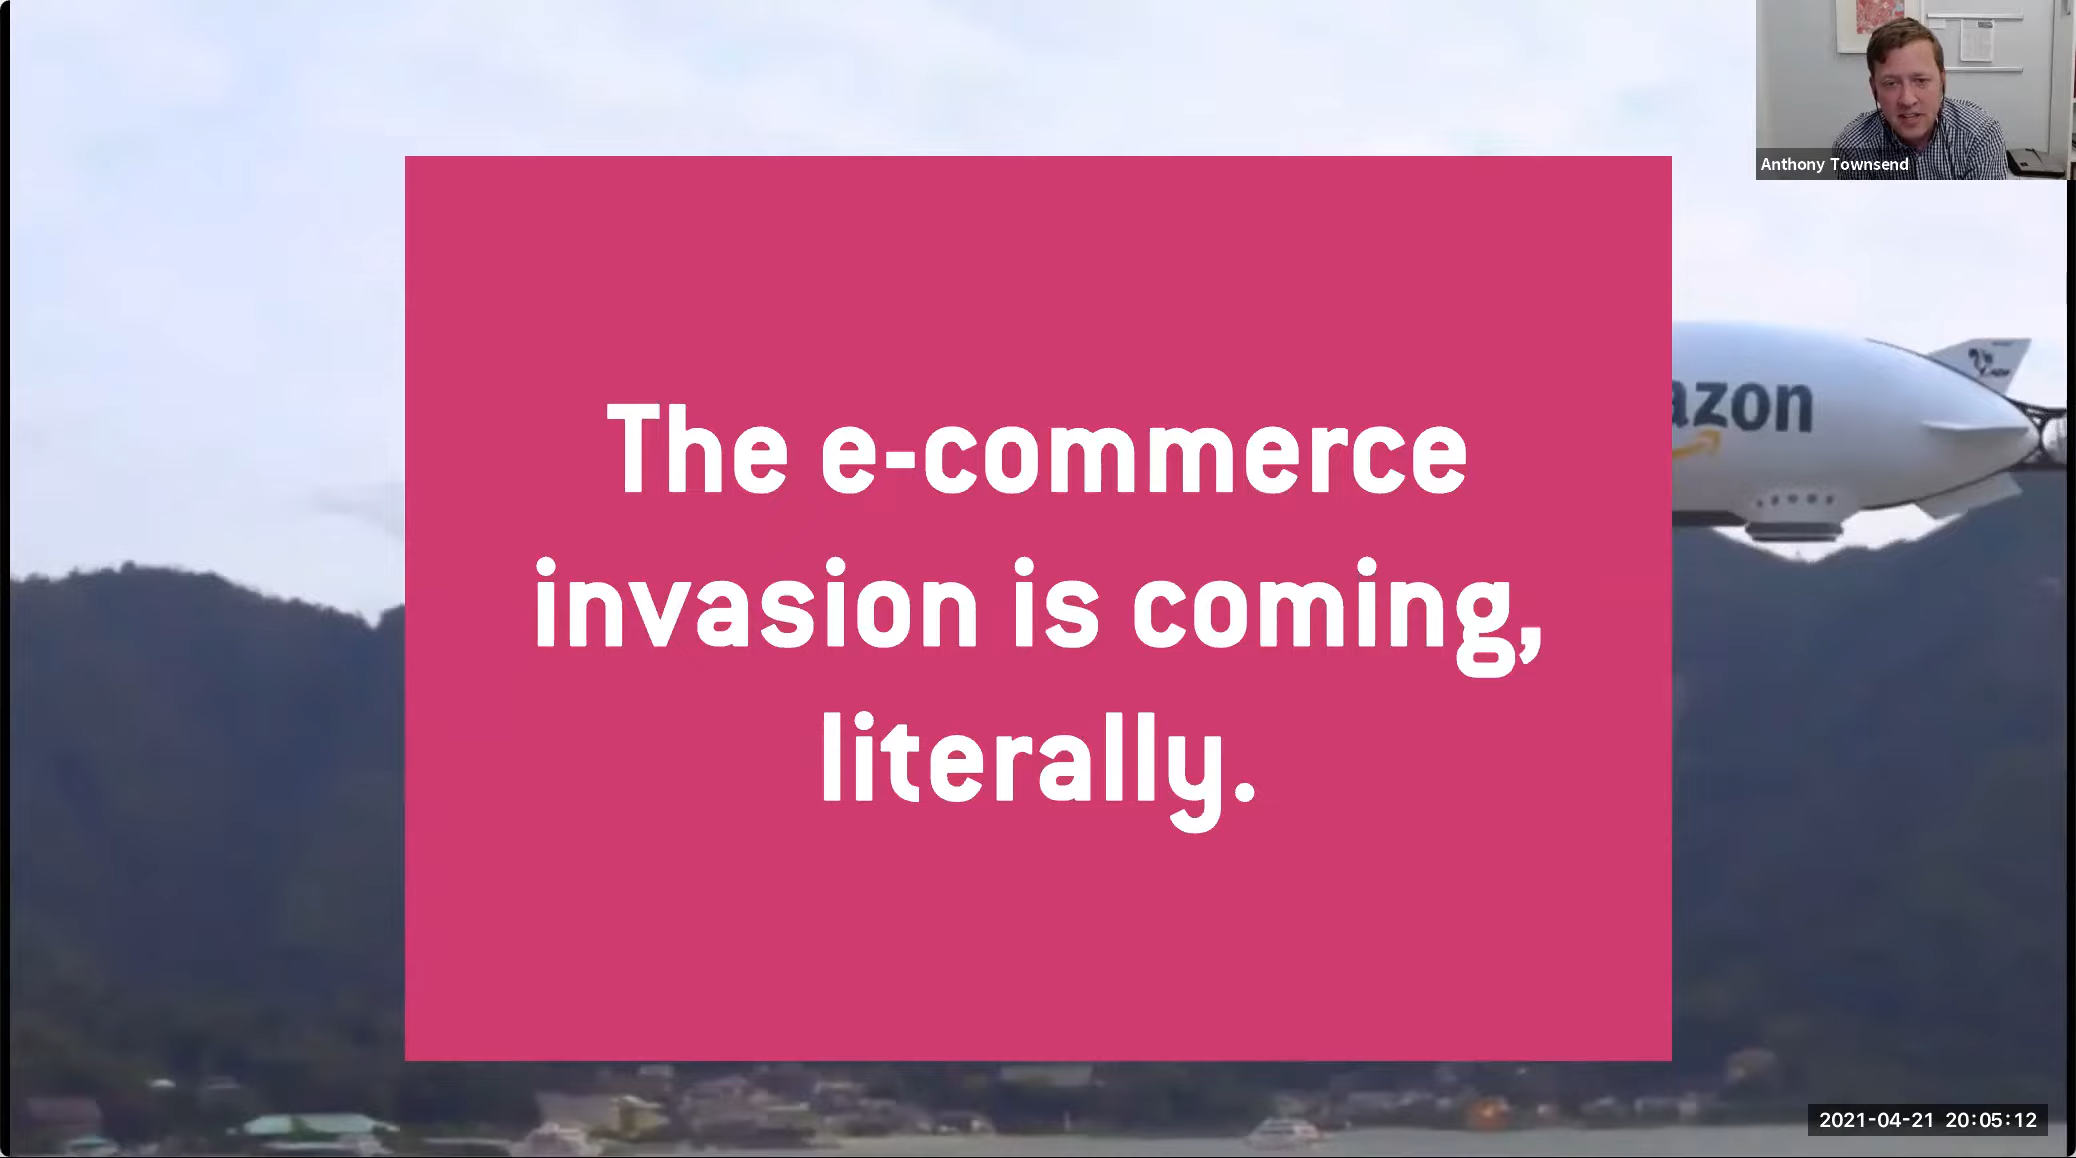 Anthony Townsend
The e-commerce
invasion is coming,
literally.
azon
2021-04-21 20:05:12